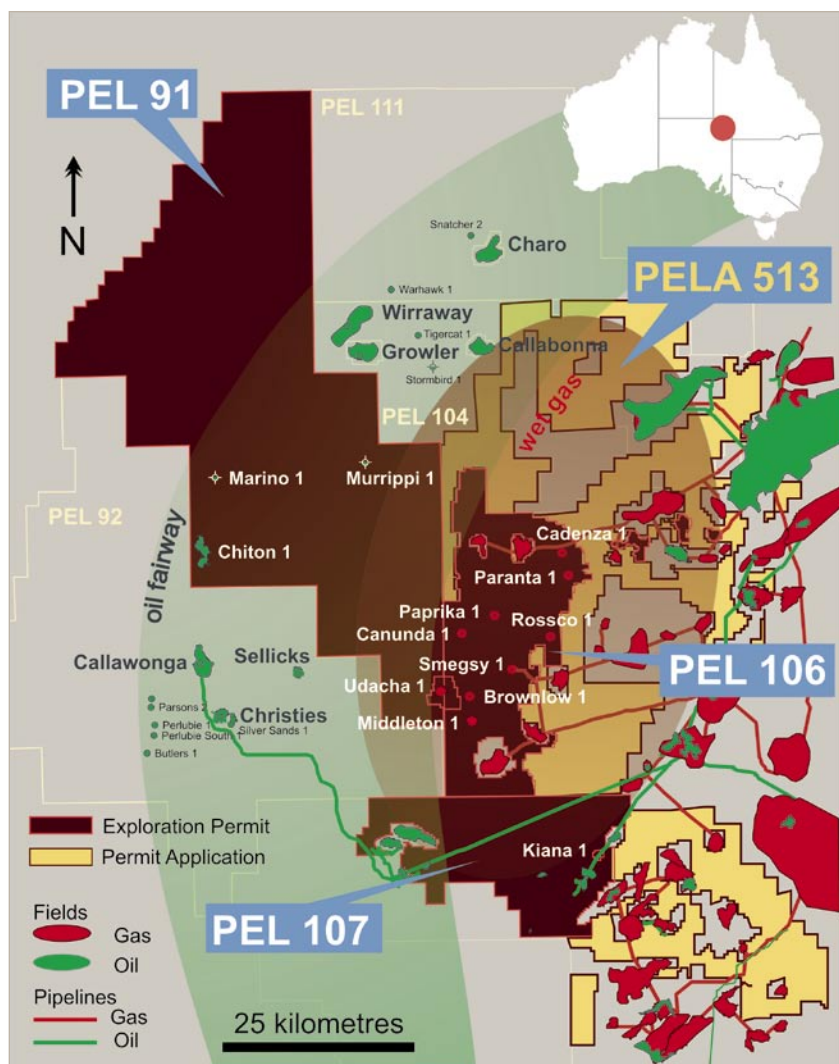 PEL 91
PEL 111
N
Snatcher 2
Charo
Warhawk 1
PELA 513
Wirraway
Tigercat 1
Growler
Callabonna
Stormbird 1
wet gas
PEL 104
Marino 1
Murrippi 1
PEL 92
oil fairway
Chiton 1
Cadenza 1
Paranta 1
Paprika 1
Rossco 1
Canunda 1
Callawonga
Sellicks
Smegsy 1
PEL 106
Udacha 1
Brownlow 1
Parsons 2
Christies
Middleton 1
Perlubie 1
Silver Sands 1
Perlubie South 1
Butlers 1
Exploration Permit
Permit Application
Kiana 1
Fields
Gas
Oil
PEL 107
Pipelines
Gas
Oil
25 kilometres